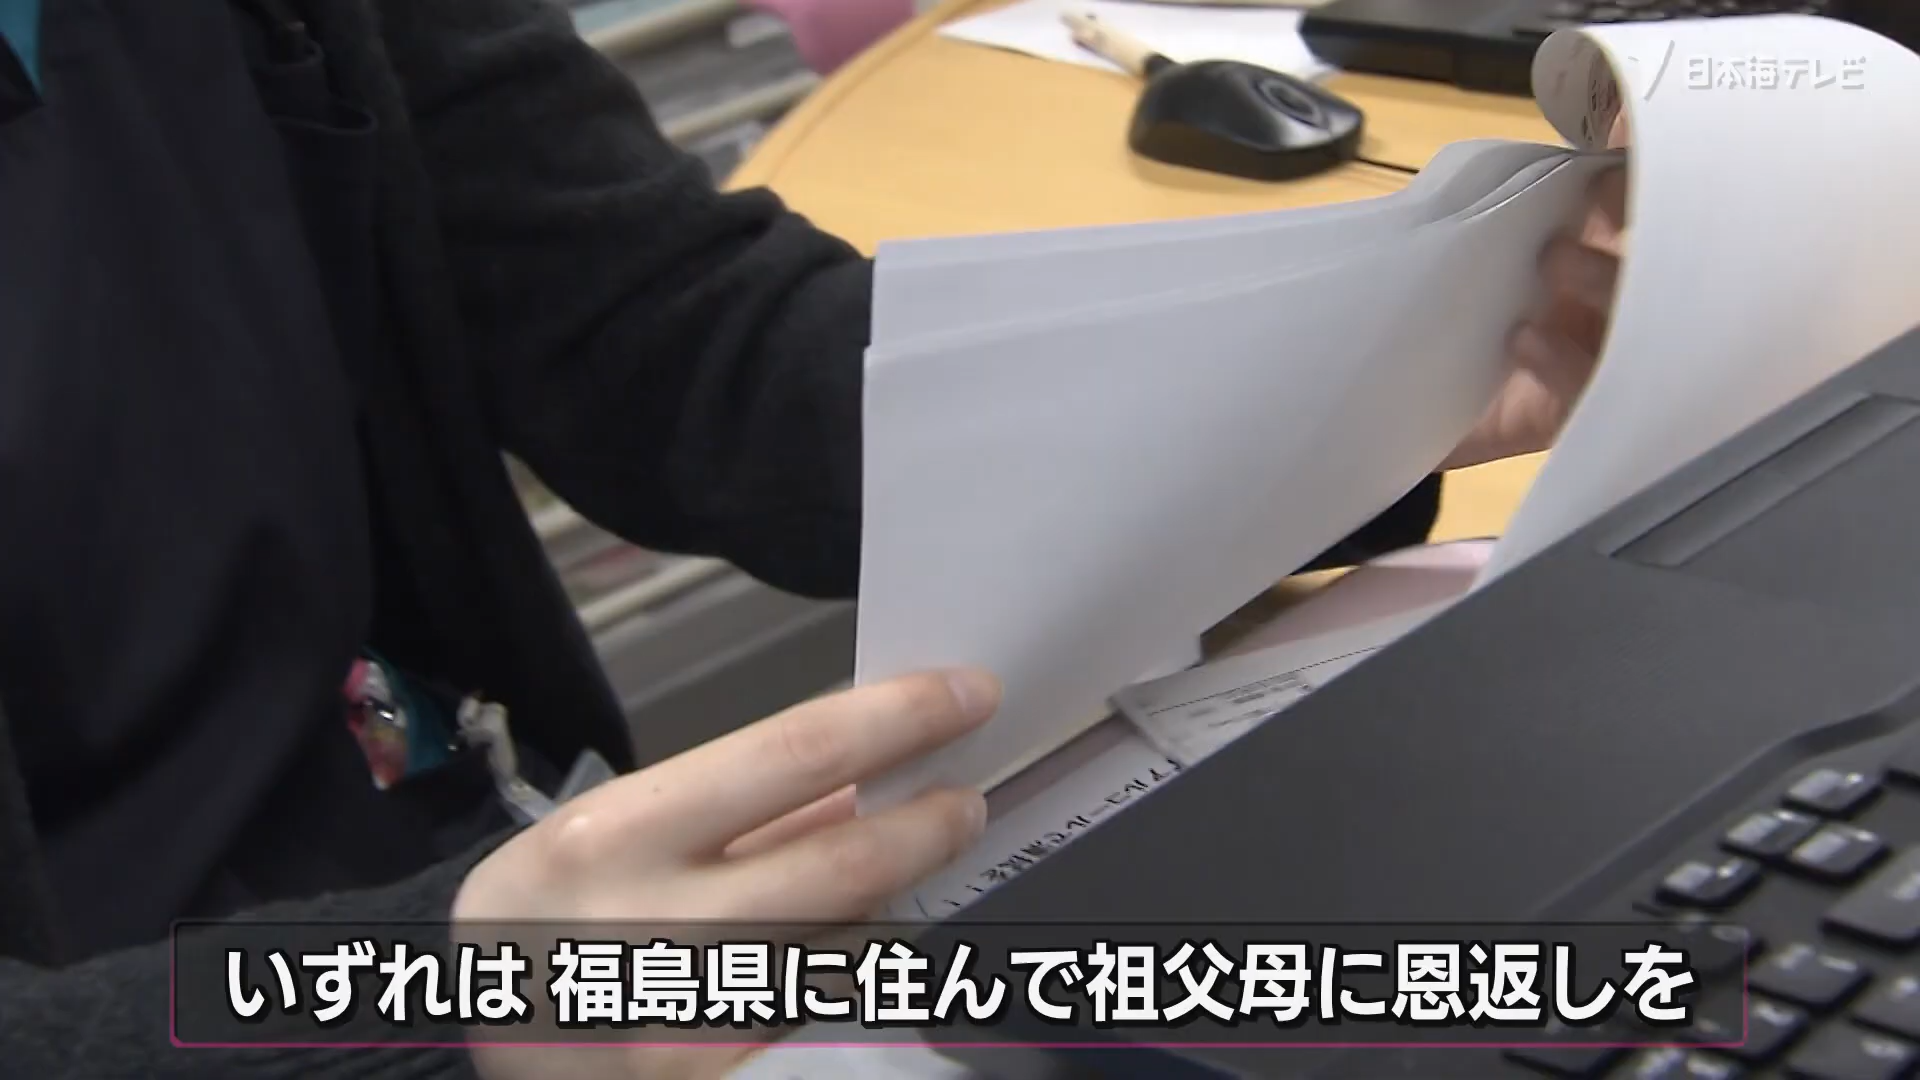 日本海テレビ
いずれは 福島県に住んで祖父母に恩返しを